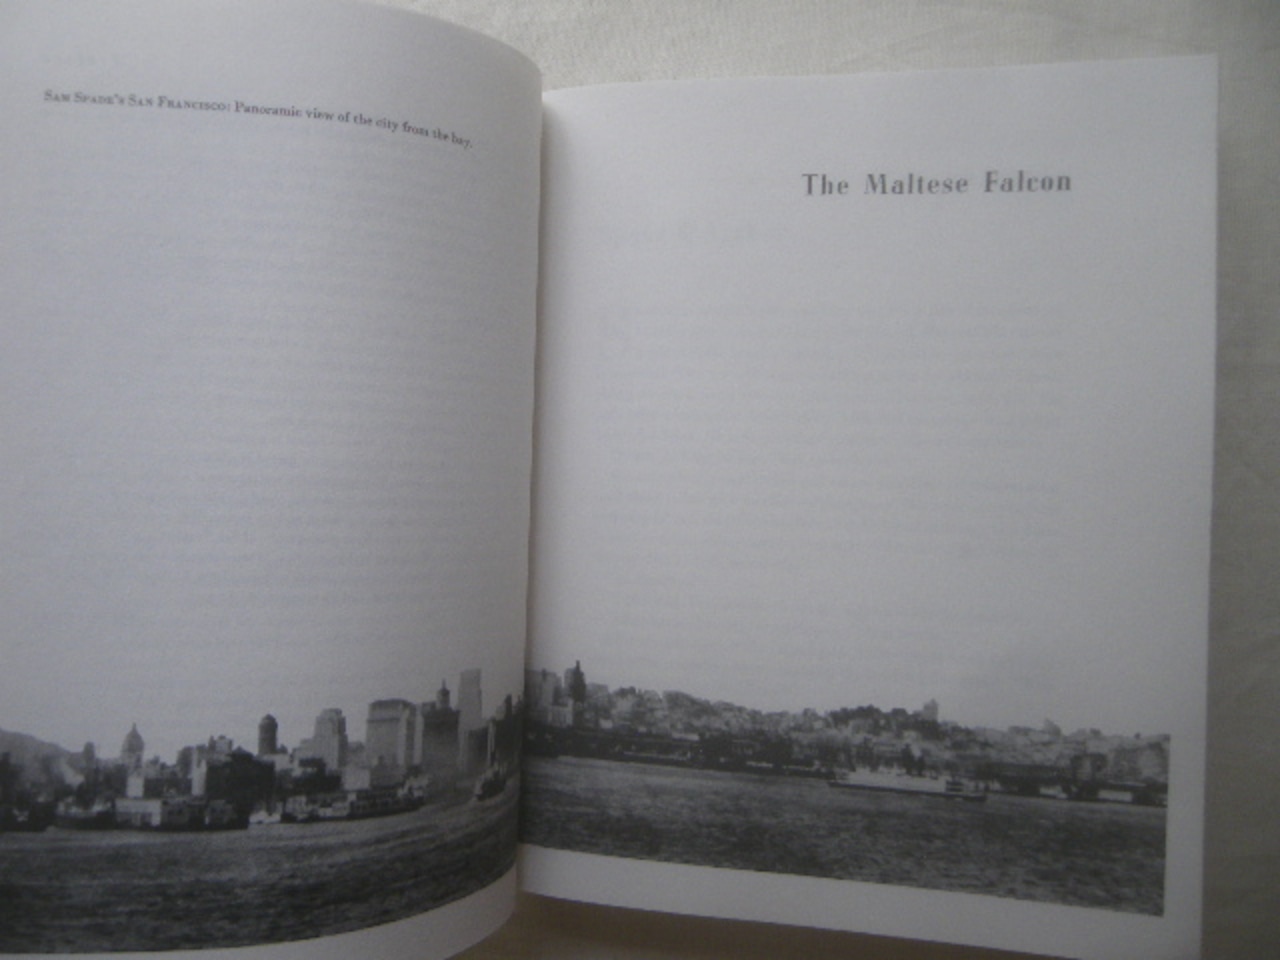 SAM SPADE'S SAN FRANCISCO: Panoramic view of the city from the bay.
The Maltese Falcon